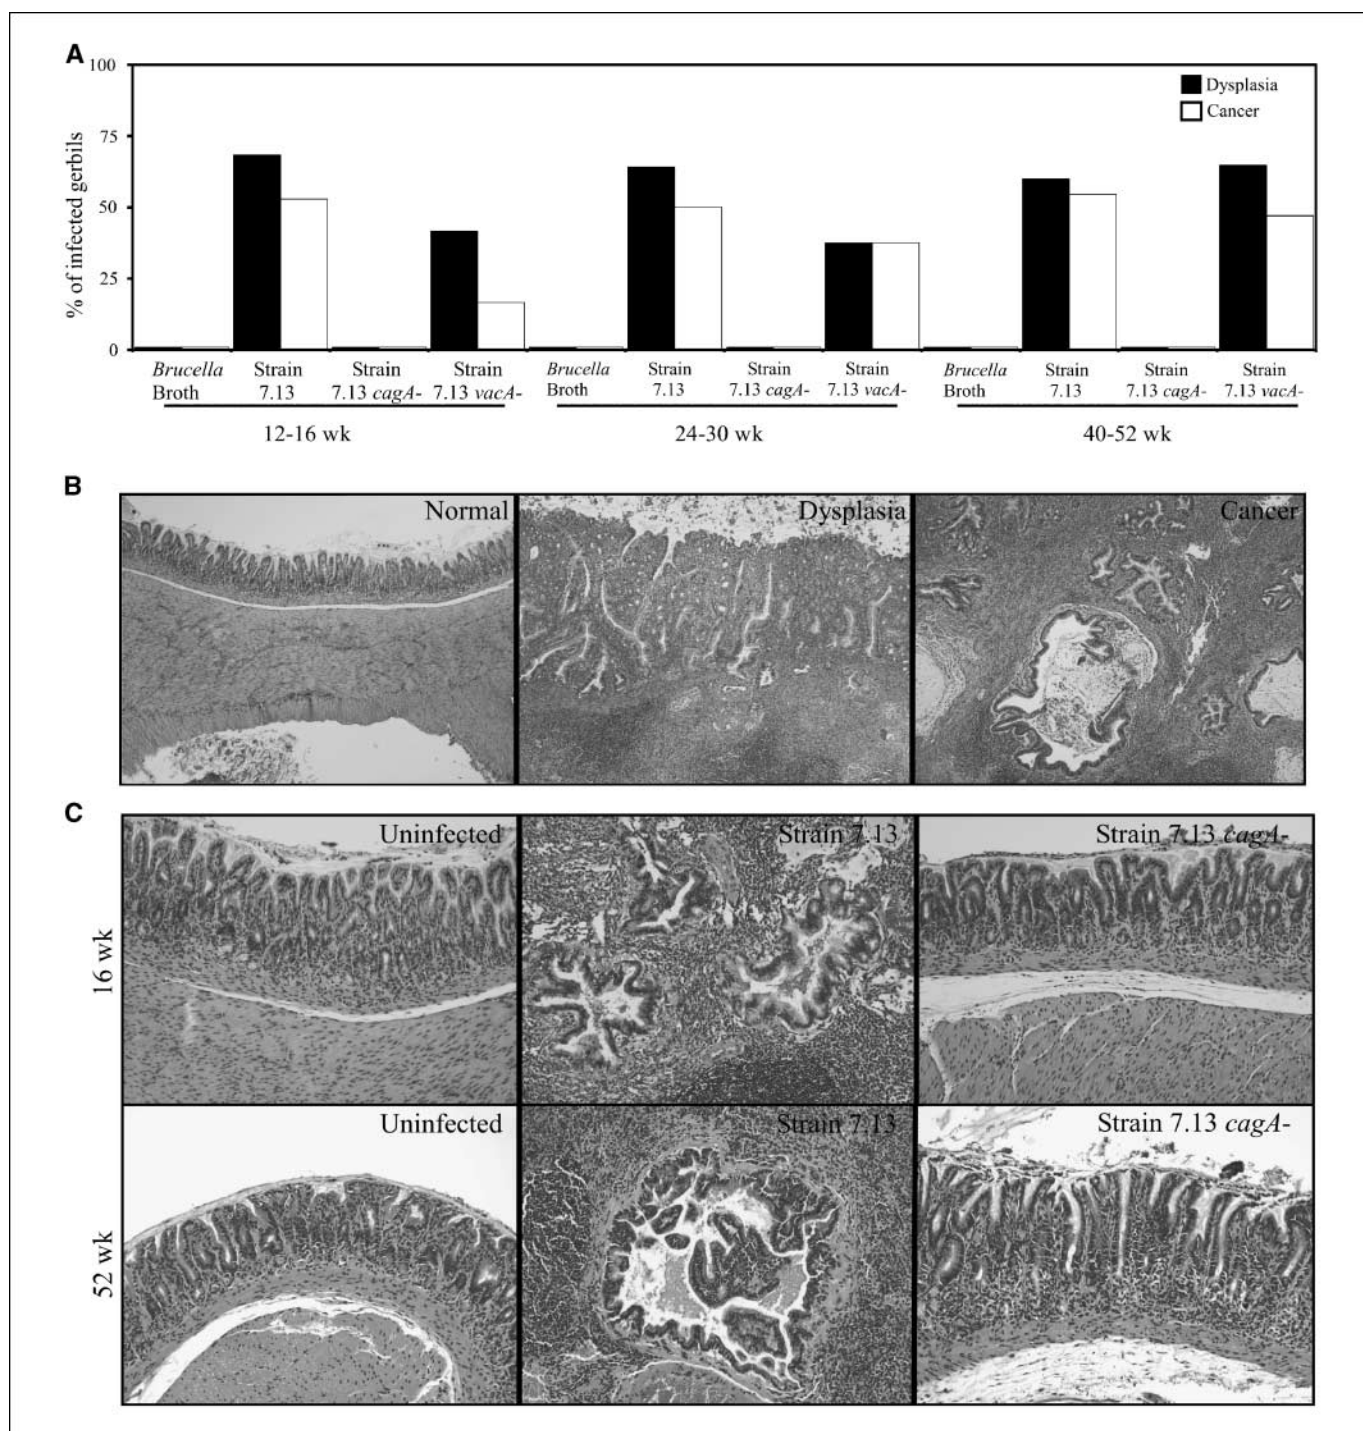 A
100
75
50
25
0
% of infected gerbils
Dysplasia
Cancer
Brucella Strain Strain Strain Brucella Strain Strain Strain Brucella Strain Strain Strain
Broth 7.13 7.13 cagA- 7.13 vacA- Broth 7.13 7.13 cagA- 7.13 vacA- Broth 7.13 7.13 cagA- 7.13 vacA-
12-16 wk 24-30 wk 40-52 wk
B
Normal Dysplasia Cancer
C
16 wk
Uninfected Strain 7.13 Strain 7.13 cagA-
52 wk
Uninfected Strain 7.13 Strain 7.13 cagA-